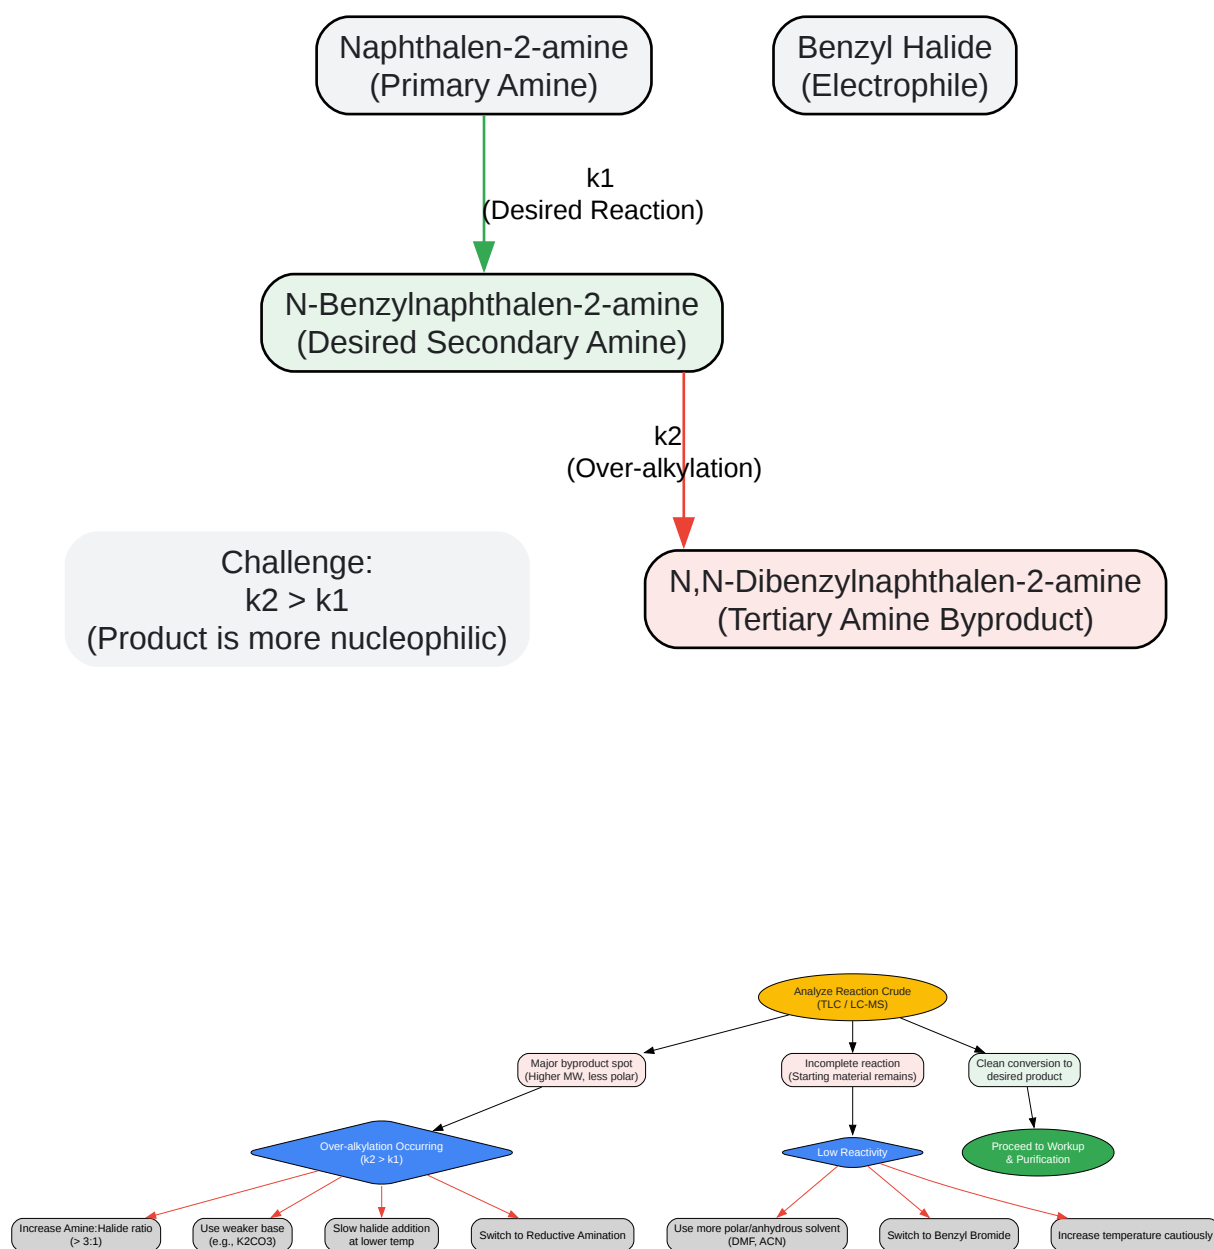 Naphthalen-2-amine
(Primary Amine)
Benzyl Halide
(Electrophile)
k1
(Desired Reaction)
N-Benzylnaphthalen-2-amine
(Desired Secondary Amine)
k2
(Over-alkylation)
Challenge:
k2 > k1
(Product is more nucleophilic)
N,N-Dibenzylnaphthalen-2-amine
(Tertiary Amine Byproduct)
Analyze Reaction Crude
(TLC / LC-MS)
Major byproduct spot
(Higher MW, less polar)
Incomplete reaction
(Starting material remains)
Clean conversion to
desired product
Over-alkylation Occurring
(k2 > k1)
Low Reactivity
Proceed to Workup
& Purification
Increase Amine:Halide ratio
(> 3:1)
Use weaker base
(e.g., K2CO3)
Slow halide addition
at lower temp
Switch to Reductive Amination
Use more polar/anhydrous solvent
(DMF, ACN)
Switch to Benzyl Bromide
Increase temperature cautiously